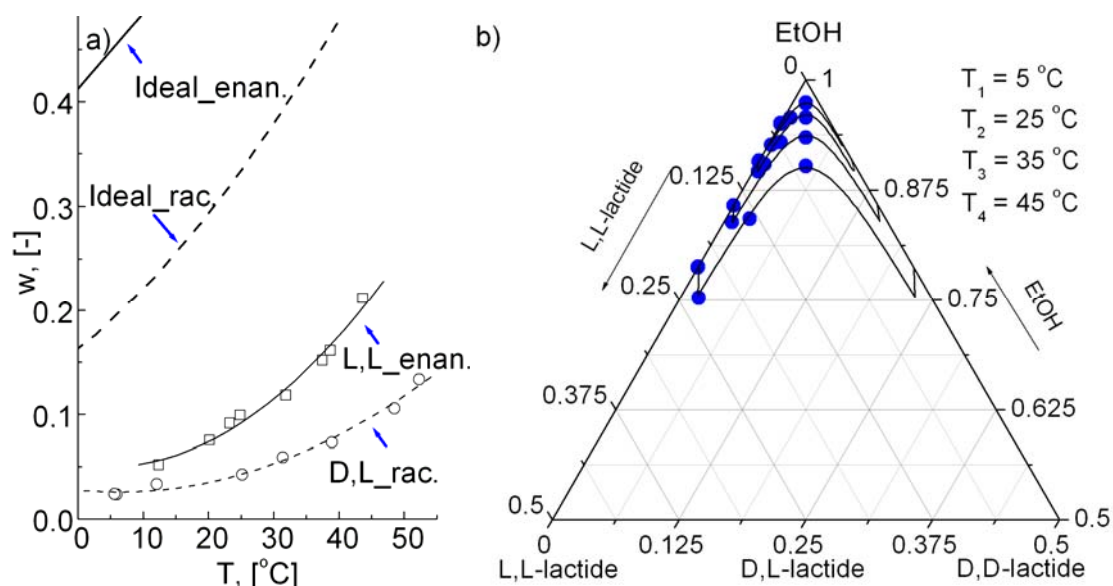 a)
Ideal_enan.
Ideal_rac.
L,L_enan.
D,L_rac.
w, [-]
0.4
0.3
0.2
0.1
0.0
0 10 20 30 40 50
T, [°C]
b)
EtOH
0 1
T1 = 5 °C
T2 = 25 °C
T3 = 35 °C
T4 = 45 °C
L,L-lactide
0.125 0.875
0.25 0.75
EtOH
0.375 0.625
0.5 0.5
0 0.125 0.25 0.375 0.5
L,L-lactide D,L-lactide D,D-lactide